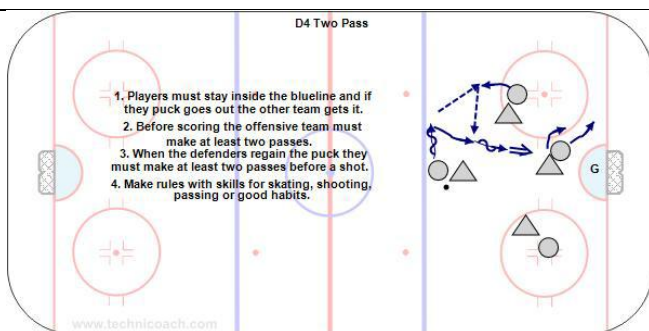 D4 Two Pass
1. Players must stay inside the blueline and if
they puck goes out the other team gets it.
2. Before scoring the offensive team must
make at least two passes.
3. When the defenders regain the puck they
must make at least two passes before a shot.
4. Make rules with skills for skating, shooting,
passing or good habits.
G
www.technicoach.com